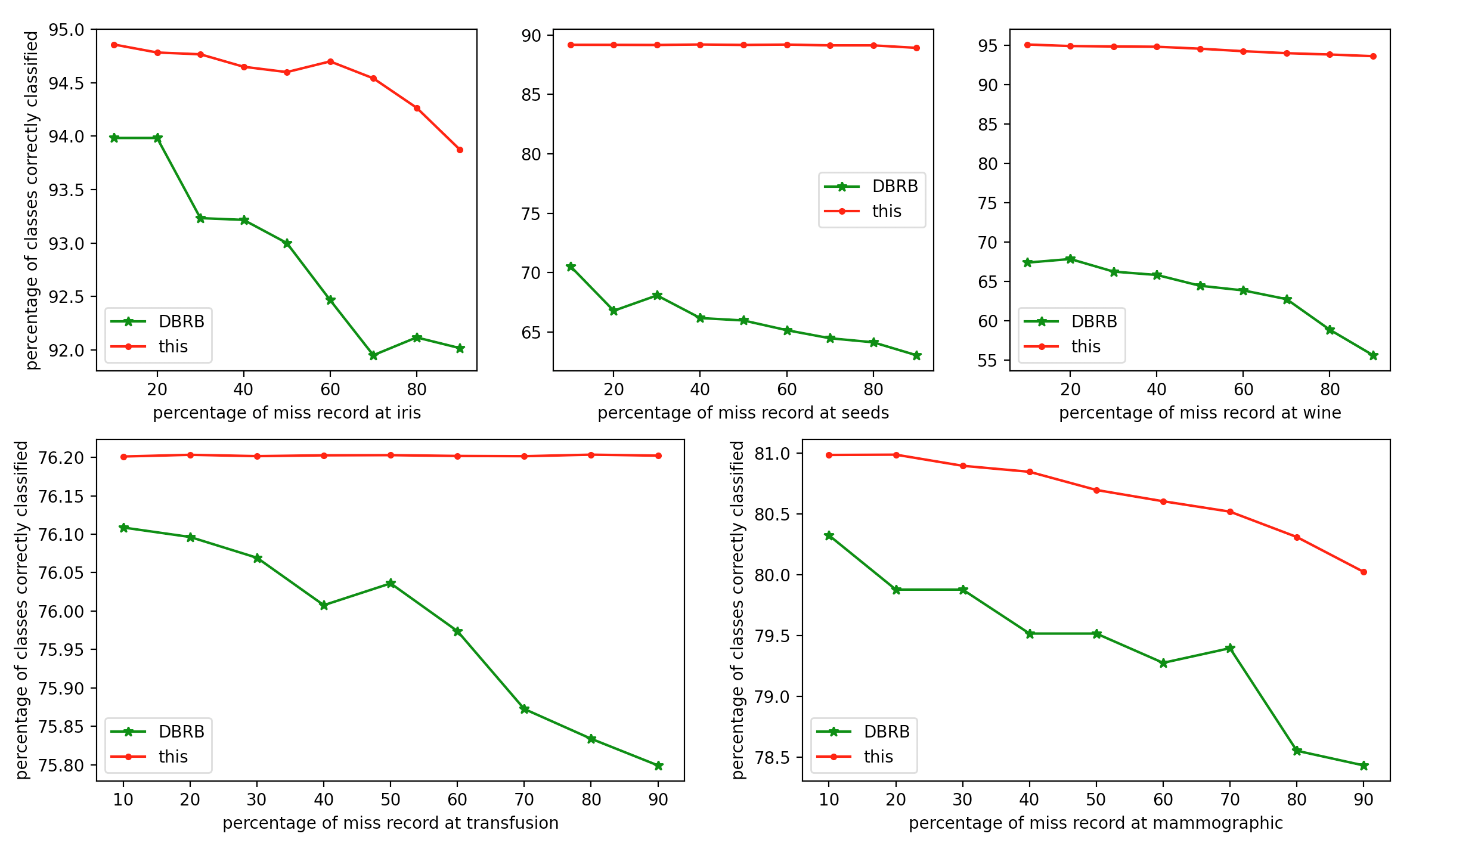 percentage of classes correctly classified
95.0
94.5
94.0
93.5
93.0
92.5
92.0
DBRB
this
20 40 60 80
percentage of miss record at iris
90
85
80
75
70
65
DBRB
this
20 40 60 80
percentage of miss record at seeds
95
90
85
80
75
70
65
60
55
DBRB
this
20 40 60 80
percentage of miss record at wine
percentage of classes correctly classified
76.20
76.15
76.10
76.05
76.00
75.95
75.90
75.85
75.80
DBRB
this
10 20 30 40 50 60 70 80 90
percentage of miss record at transfusion
percentage of classes correctly classified
81.0
80.5
80.0
79.5
79.0
78.5
DBRB
this
10 20 30 40 50 60 70 80 90
percentage of miss record at mammographic